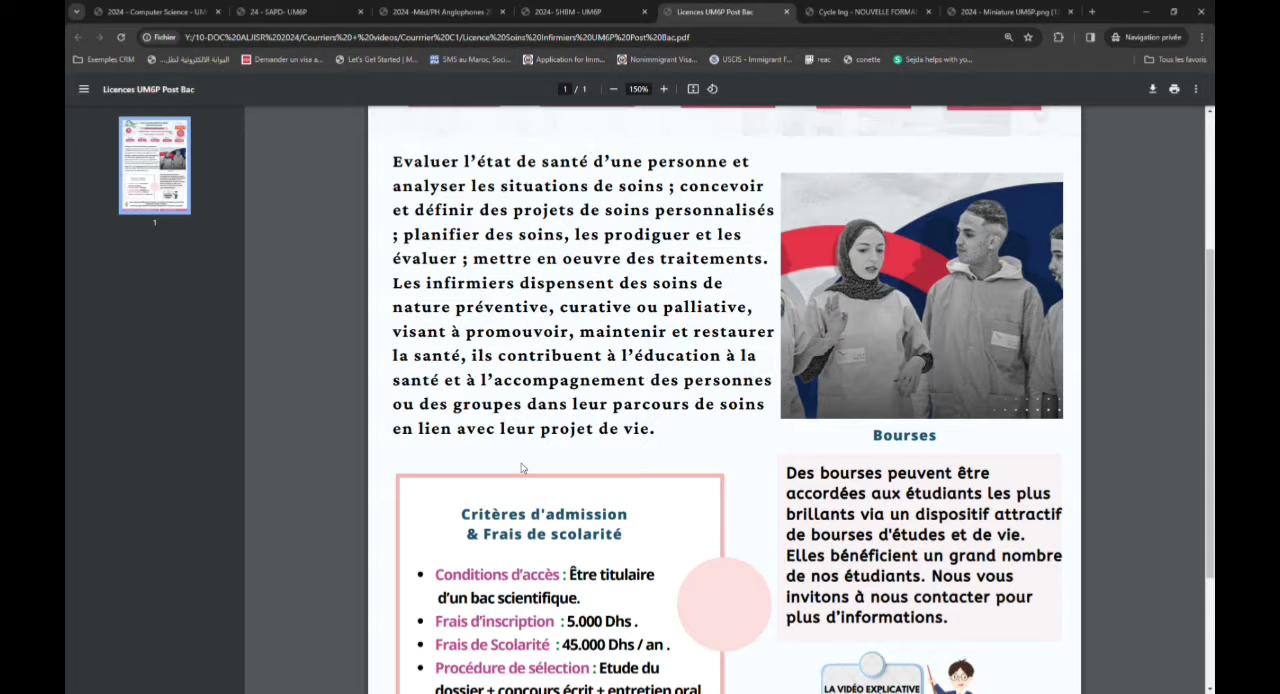 2024 - Computer Science - UM
24 - SAPD- UM6P
2024 -Méd/PH Anglophones 2
2024- SHBM - UM6P
Licences UM6P Post Bac
Cycle Ing - NOUVELLE FORMA
2024 - Miniature UM6P.png (1
Fichier
Y:/10-DOC%20ALJISR%202024/Courriers%20+%20videos/Courrrier%20C1/Licence%20Soins%20Infirmiers%20UM6P%20Post%20Bac.pdf
Navigation privée
Exemples CRM
البوابة الالكترونية لطل...
Demander un visa a...
Let's Get Started | M...
SMS au Maroc, Soci...
Application for Imm...
Nonimmigrant Visa...
USCIS - Immigrant F...
reac
conette
Sejda helps with yo...
Tous les favoris
Licences UM6P Post Bac
1 / 1
150%
1
Evaluer l'état de santé d'une personne et
analyser les situations de soins ; concevoir
et définir des projets de soins personnalisés
; planifier des soins, les prodiguer et les
évaluer ; mettre en oeuvre des traitements.
Les infirmiers dispensent des soins de
nature préventive, curative ou palliative,
visant à promouvoir, maintenir et restaurer
la santé, ils contribuent à l'éducation à la
santé et à l'accompagnement des personnes
ou des groupes dans leur parcours de soins
en lien avec leur projet de vie.
Critères d'admission
& Frais de scolarité
• Conditions d'accès : Être titulaire
d'un bac scientifique.
• Frais d'inscription : 5.000 Dhs .
• Frais de Scolarité : 45.000 Dhs / an .
• Procédure de sélection : Etude du
dossier + concours écrit + entretien oral
Bourses
Des bourses peuvent être
accordées aux étudiants les plus
brillants via un dispositif attractif
de bourses d'études et de vie.
Elles bénéficient un grand nombre
de nos étudiants. Nous vous
invitons à nous contacter pour
plus d'informations.
LA VIDÉO EXPLICATIVE